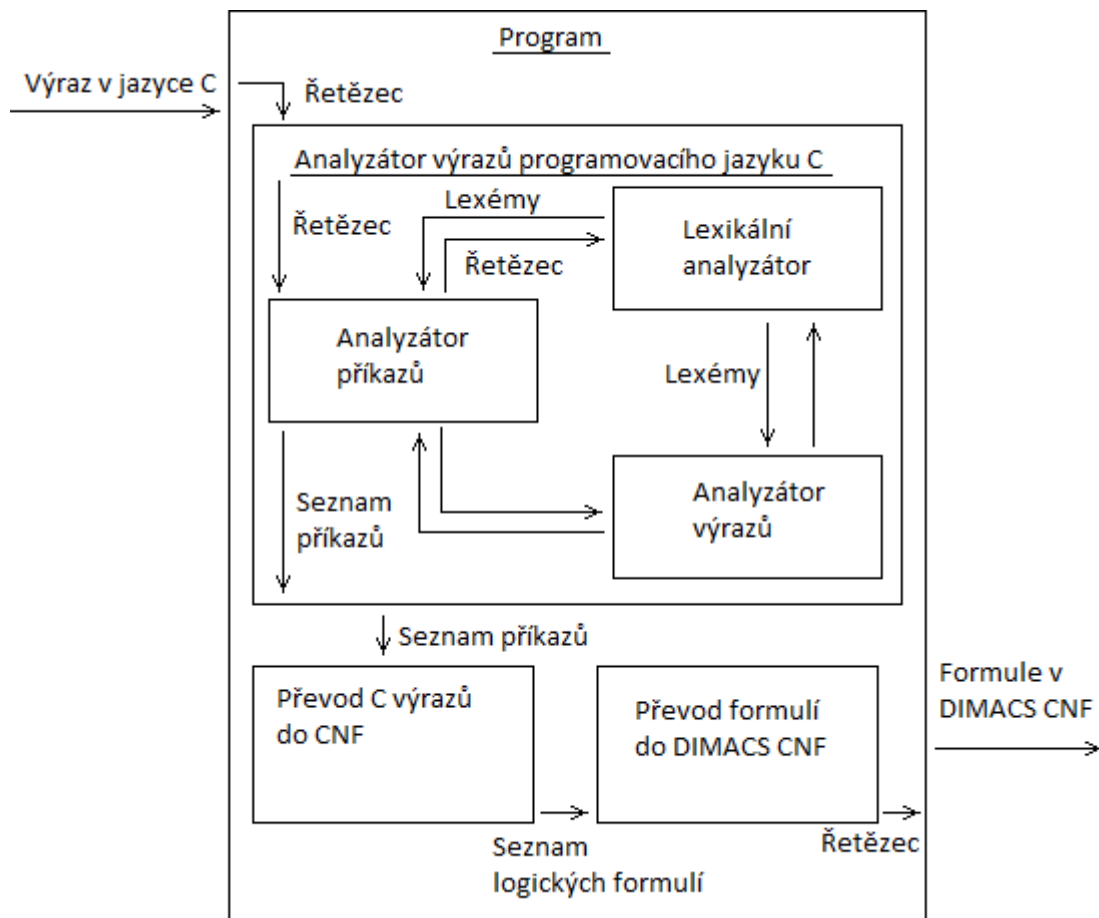 Program
Výraz v jazyce C
Řetězec
Analyzátor výrazů programovacího jazyku C
Lexémy
Řetězec
Řetězec
Lexikální
analyzátor
Analyzátor
příkazů
Lexémy
Seznam
příkazů
Analyzátor
výrazů
Seznam příkazů
Převod C výrazů
do CNF
Převod formulí
do DIMACS CNF
Formule v
DIMACS CNF
Seznam
logických formulí
Řetězec